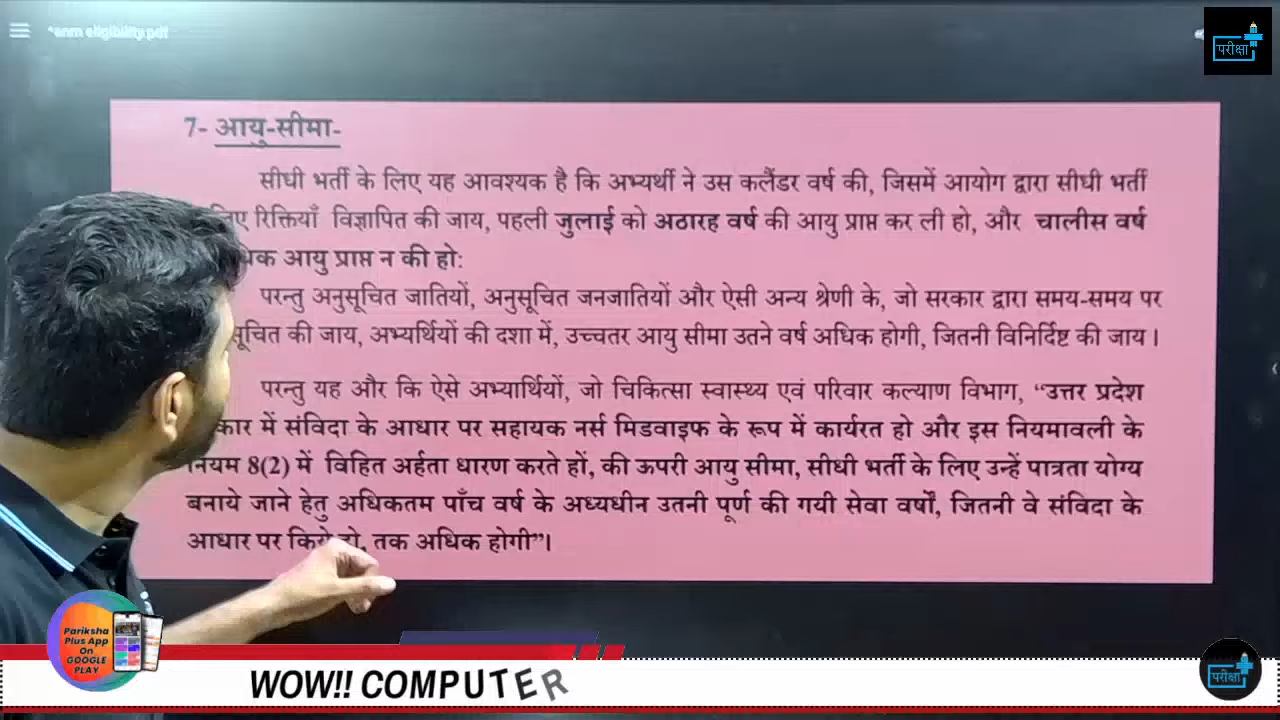 *anm eligibility.pdf
परीक्षा
7- आयु-सीमा-
सीधी भर्ती के लिए यह आवश्यक है कि अभ्यर्थी ने उस कलैंडर वर्ष की, जिसमें आयोग द्वारा सीधी भर्ती
रिक्तियाँ विज्ञापित की जाय, पहली जुलाई को अठारह वर्ष की आयु प्राप्त कर ली हो, और चालीस वर्ष
आयु प्राप्त न की हो:
परन्तु अनुसूचित जातियों, अनुसूचित जनजातियों और ऐसी अन्य श्रेणी के, जो सरकार द्वारा समय-समय पर
सूचित की जाय, अभ्यर्थियों की दशा में, उच्चतर आयु सीमा उतने वर्ष अधिक होगी, जितनी विनिर्दिष्ट की जाय।
परन्तु यह और कि ऐसे अभ्यार्थियों, जो चिकित्सा स्वास्थ्य एवं परिवार कल्याण विभाग, “उत्तर प्रदेश
में संविदा के आधार पर सहायक नर्स मिडवाइफ के रूप में कार्यरत हो और इस नियमावली के
नियम 8(2) में विहित अर्हता धारण करते हों, की ऊपरी आयु सीमा, सीधी भर्ती के लिए उन्हें पात्रता योग्य
बनाये जाने हेतु अधिकतम पाँच वर्ष के अध्यधीन उतनी पूर्ण की गयी सेवा वर्षों, जितनी वे संविदा के
आधार पर किये हो, तक अधिक होगी”।
Pariksha
Plus App
On
GOOGLE
PLAY
WOW!! COMPUTER
परीक्षा